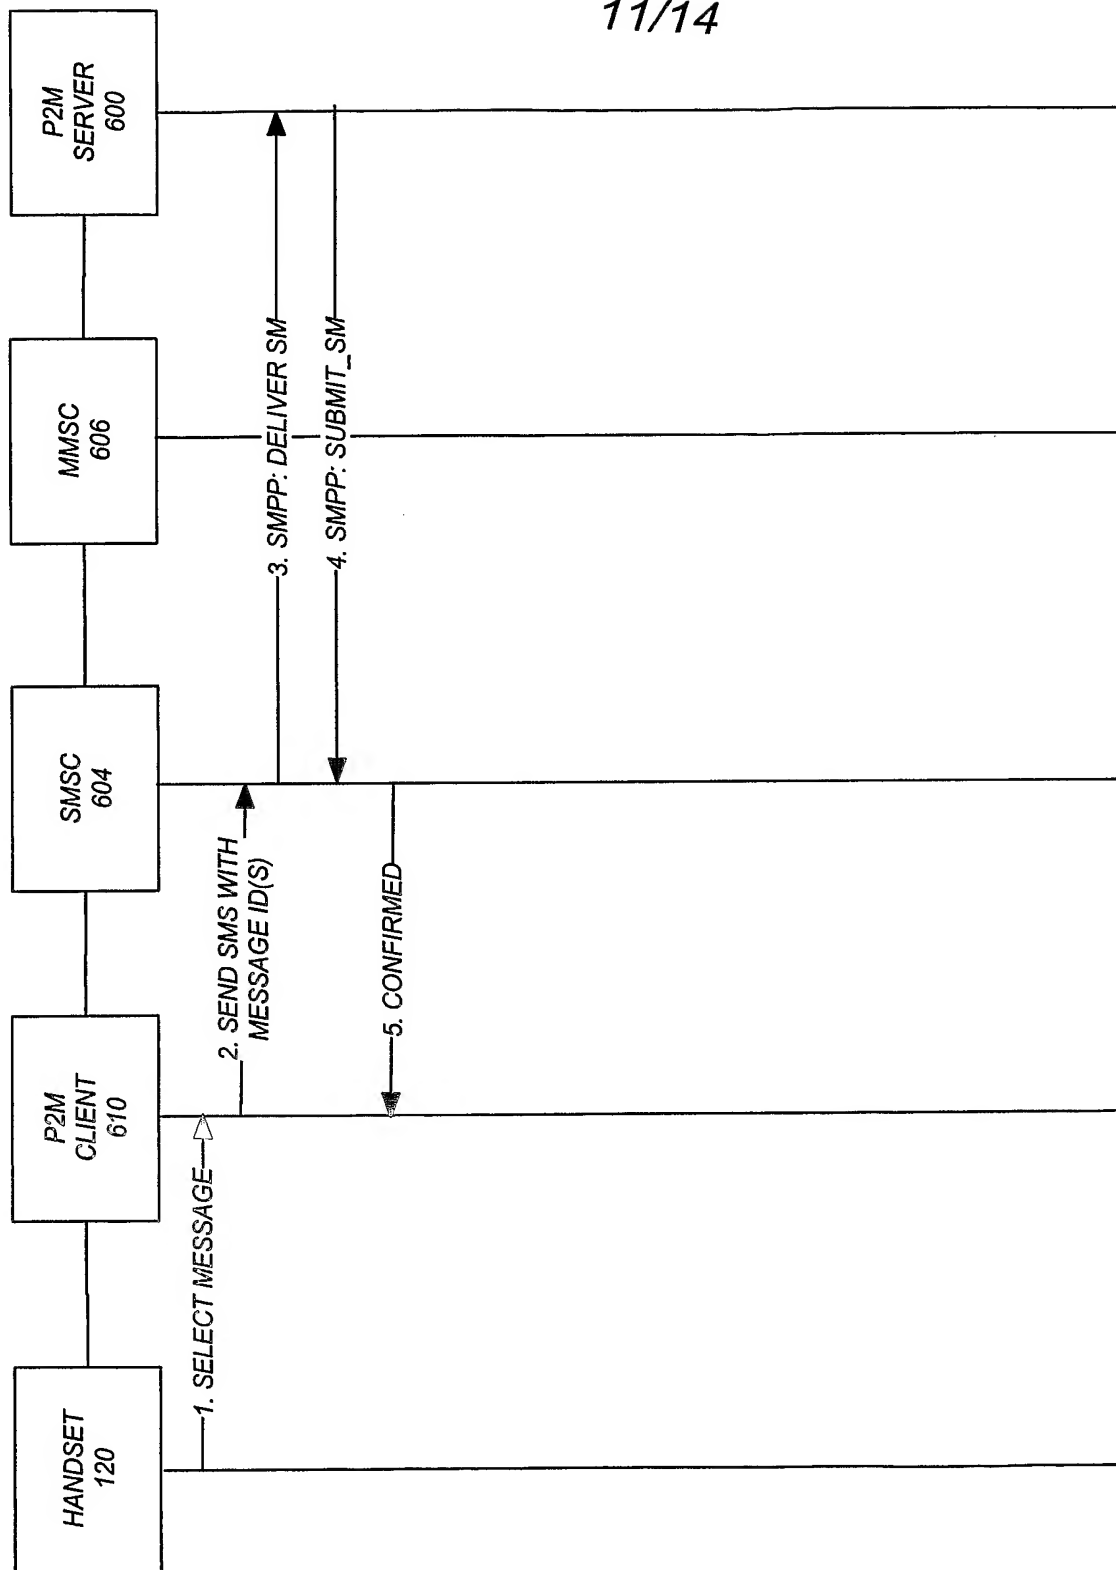 11/14
HANDSET
120
P2M
CLIENT
610
SMSC
604
MMSC
606
P2M
SERVER
600
1. SELECT MESSAGE
2. SEND SMS WITH
MESSAGE ID(S)
3. SMPP: DELIVER SM
4. SMPP: SUBMIT_SM
5. CONFIRMED